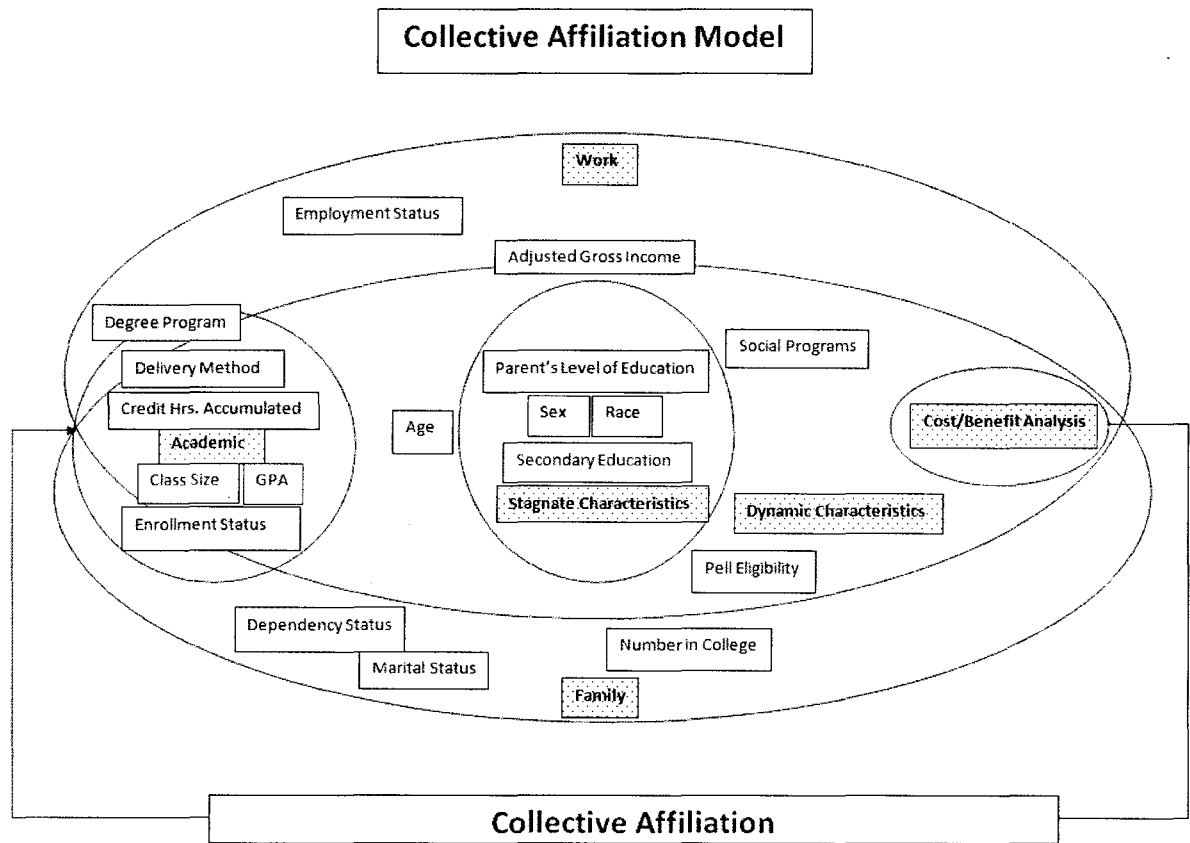 Collective Affiliation Model
Work
Employment Status
Adjusted Gross Income
Degree Program
Social Programs
Delivery Method
Parent's Level of Education
Credit Hrs. Accumulated
Sex
Race
Age
Cost/Benefit Analysis
Academic
Secondary Education
Class Size
GPA
Stagnate Characteristics
Dynamic Characteristics
Enrollment Status
Pell Eligibility
Dependency Status
Number in College
Marital Status
Family
Collective Affiliation